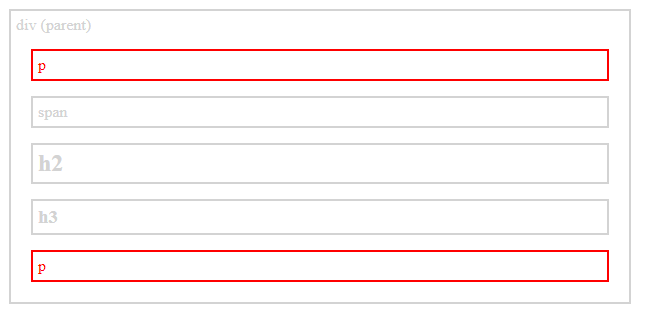 div (parent)
p
span
h2
h3
p